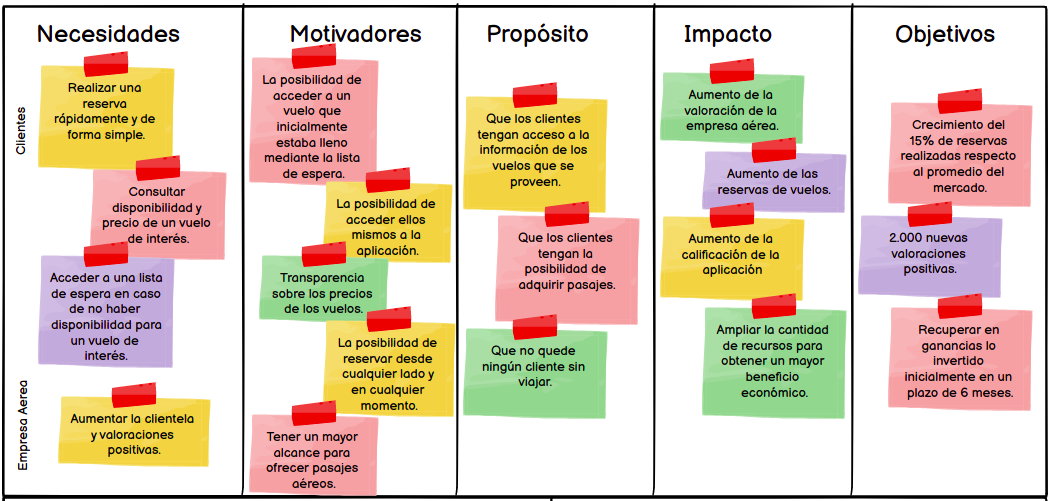 Necesidades
Clientes
Realizar una
reserva
rápidamente y de
forma simple.
Consultar
disponibilidad y
precio de un vuelo
de interés.
Acceder a una lista
de espera en caso
de no haber
disponibilidad para
un vuelo de
interés.
Empresa Aerea
Aumentar la clientela
y valoraciones
positivas.
Motivadores
La posibilidad de
acceder a un
vuelo que
inicialmente
estaba lleno
mediante la lista
de espera.
La posibilidad de
acceder ellos
mismos a la
aplicación.
Transparencia
sobre los precios
de los vuelos.
La posibilidad de
reservar desde
cualquier lado y
en cualquier
momento.
Tener un mayor
alcance para
ofrecer pasajes
aéreos.
Propósito
Que los clientes
tengan acceso a la
información de los
vuelos que se
proveen.
Que los clientes
tengan la
posibilidad de
adquirir pasajes.
Que no quede
ningún cliente sin
viajar.
Impacto
Aumento de la
valoración de la
empresa aérea.
Aumento de las
reservas de vuelos.
Aumento de la
calificación de la
aplicación
Ampliar la cantidad
de recursos para
obtener un mayor
beneficio
económico.
Objetivos
Crecimiento del
15% de reservas
realizadas respecto
al promedio del
mercado.
2.000 nuevas
valoraciones
positivas.
Recuperar en
ganancias lo
invertido
inicialmente en un
plazo de 6 meses.